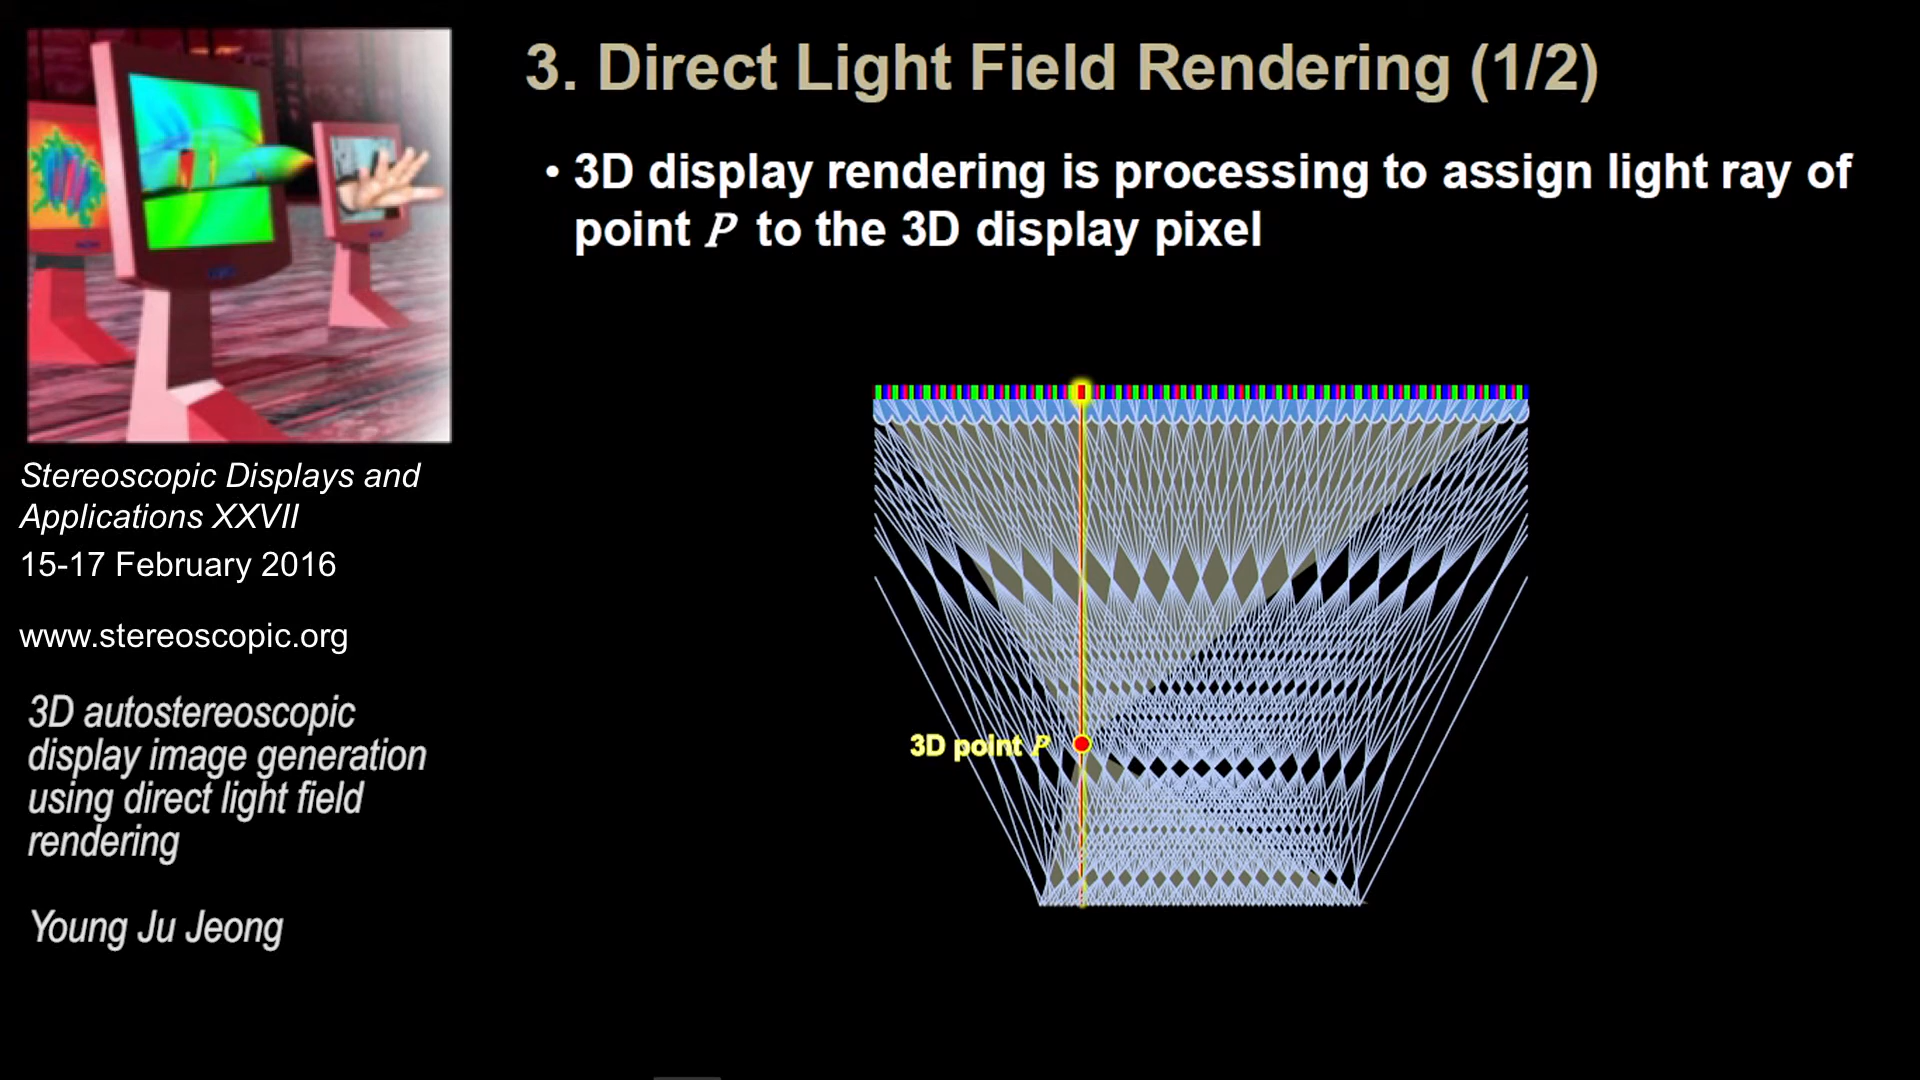 3. Direct Light Field Rendering (1/2)
• 3D display rendering is processing to assign light ray of
point P to the 3D display pixel
3D point P
Stereoscopic Displays and
Applications XXVII
15-17 February 2016
www.stereoscopic.org
3D autostereoscopic
display image generation
using direct light field
rendering
Young Ju Jeong